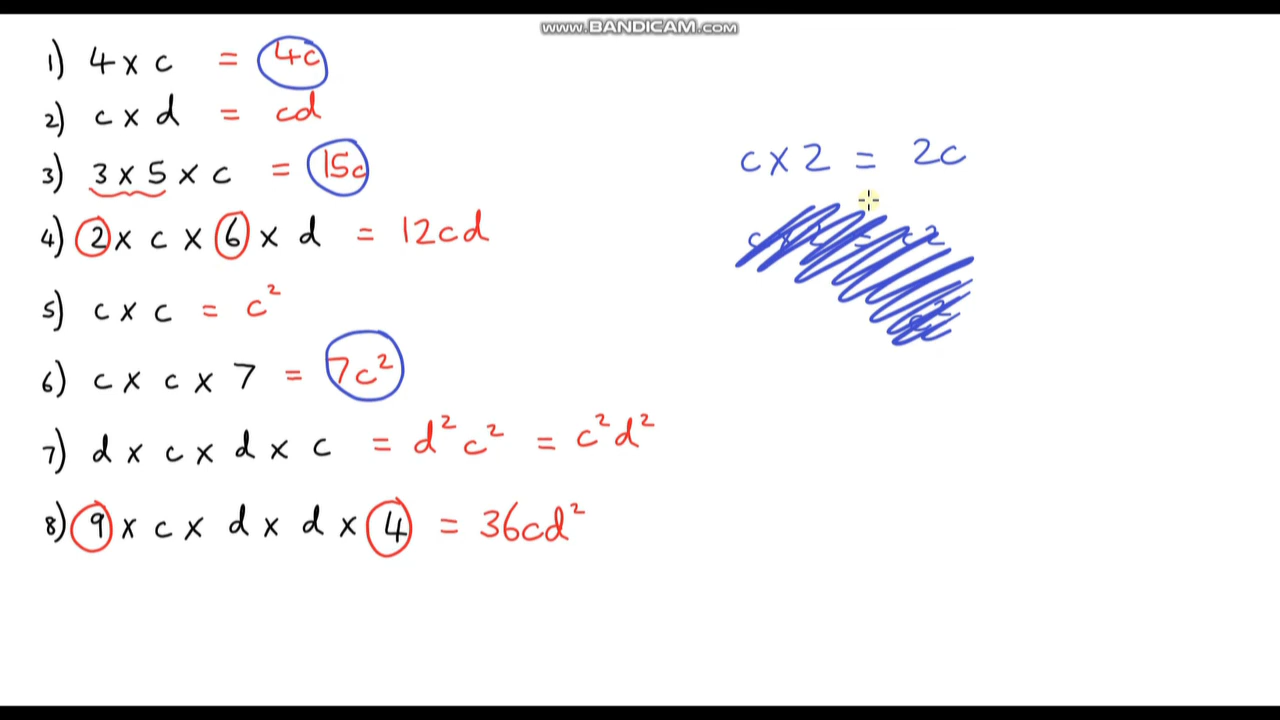 www.BANDICAM.com
1) 4 × c = 4c
2) c × d = cd
3) 3 × 5 × c = 15c
4) 2 × c × 6 × d = 12cd
5) c × c = c²
6) c × c × 7 = 7c²
7) d × c × d × c = d²c² = c²d²
8) 9 × c × d × d × 4 = 36cd²
c × 2 = 2c